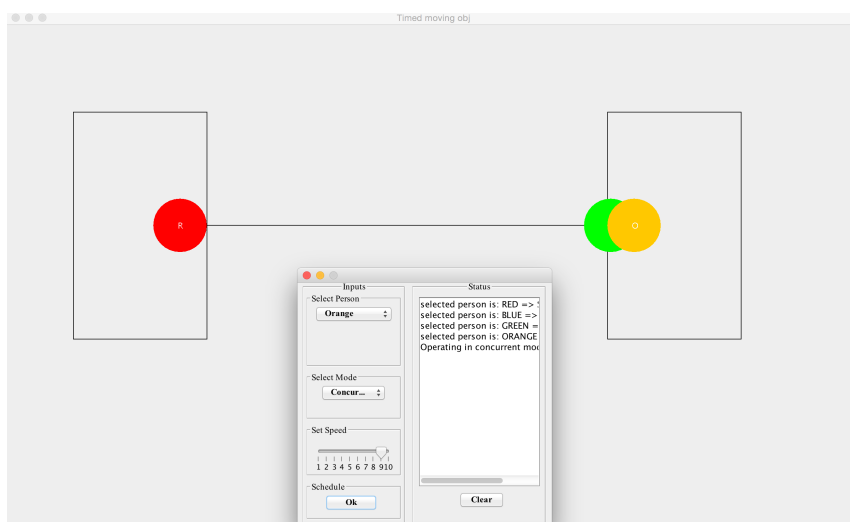 Timed moving obj
R
O
Inputs
Select Person
Orange
Select Mode
Concur...
Set Speed
1 2 3 4 5 6 7 8 9 10
Schedule
Ok
Status
selected person is: RED =>
selected person is: BLUE =>
selected person is: GREEN =
selected person is: ORANGE
Operating in concurrent mod
Clear